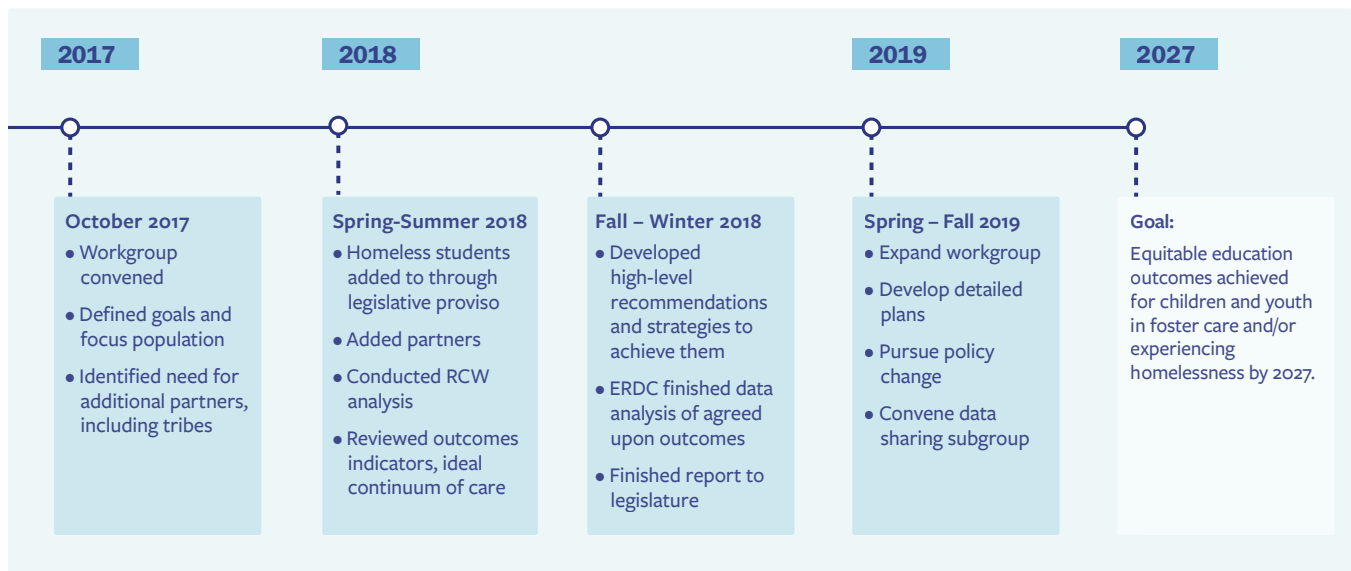 2017
2018
2019
2027
October 2017
• Workgroup
convened
• Defined goals and
focus population
• Identified need for
additional partners,
including tribes
Spring-Summer 2018
• Homeless students
added to through
legislative proviso
• Added partners
• Conducted RCW
analysis
• Reviewed outcomes
indicators, ideal
continuum of care
Fall – Winter 2018
• Developed
high-level
recommendations
and strategies to
achieve them
• ERDC finished data
analysis of agreed
upon outcomes
• Finished report to
legislature
Spring – Fall 2019
• Expand workgroup
• Develop detailed
plans
• Pursue policy
change
• Convene data
sharing subgroup
Goal:
Equitable education
outcomes achieved
for children and youth
in foster care and/or
experiencing
homelessness by 2027.